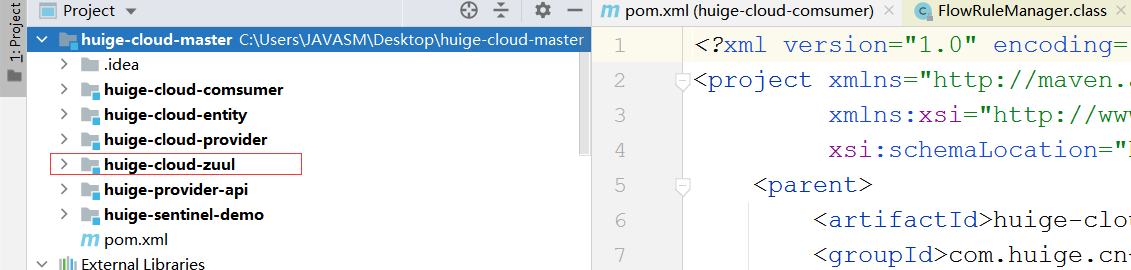 1: Project
Project
huige-cloud-master C:\Users\JAVASM\Desktop\huige-cloud-master
.idea
huige-cloud-comsumer
huige-cloud-entity
huige-cloud-provider
huige-cloud-zuul
huige-provider-api
huige-sentinel-demo
pom.xml
External Libraries
pom.xml (huige-cloud-comsumer)
FlowRuleManager.class
1 <?xml version="1.0" encoding=
2 <project xmlns="http://maven.
3 xmlns:xsi="http://www
4 xsi:schemaLocation="
5 <parent>
6 <artifactId>huige-clou
7 <groupId>com.huige.cn